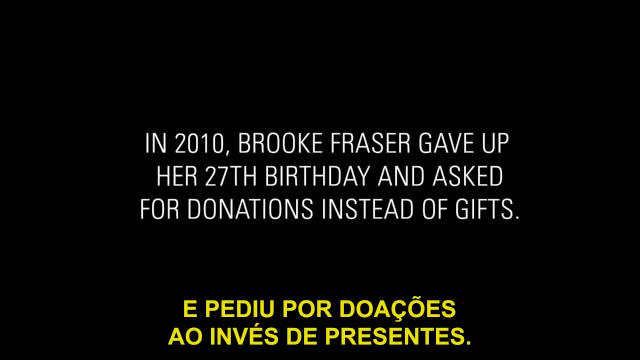 IN 2010, BROOKE FRASER GAVE UP
HER 27TH BIRTHDAY AND ASKED
FOR DONATIONS INSTEAD OF GIFTS.
E PEDIU POR DOAÇÕES
AO INVÉS DE PRESENTES.